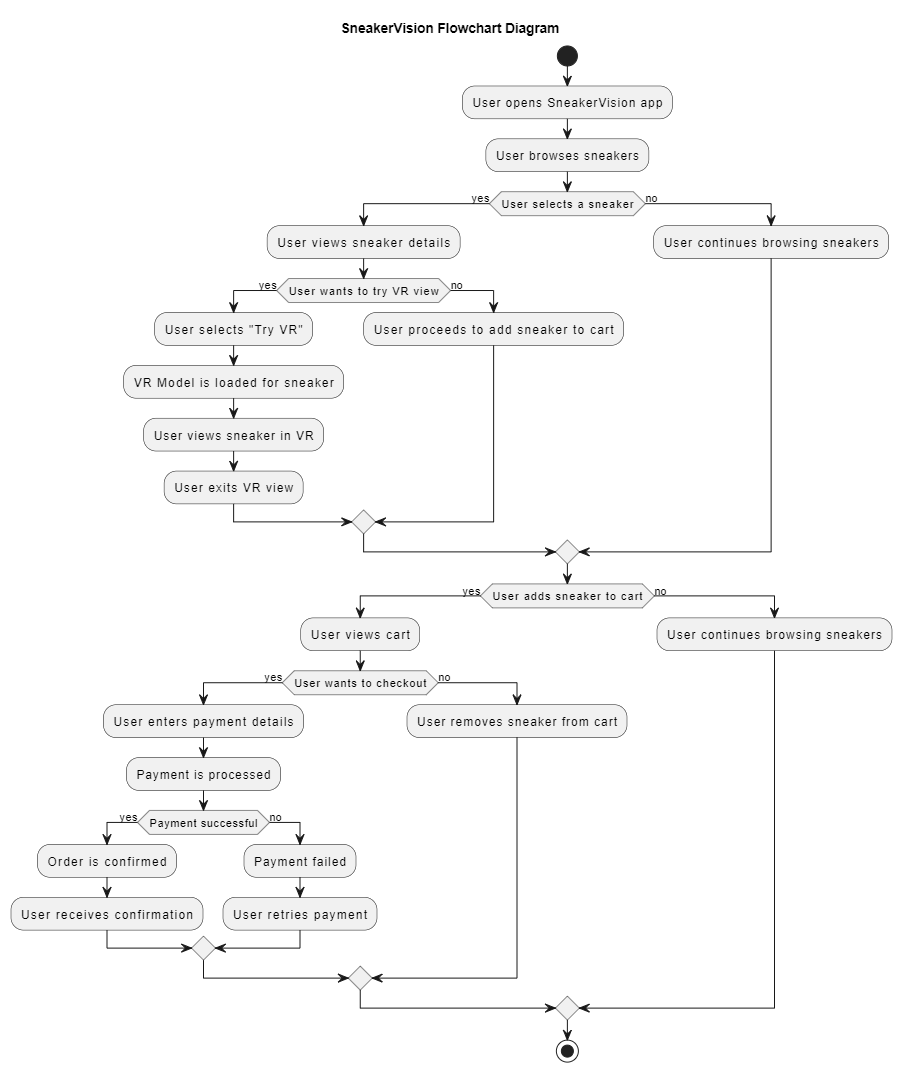 SneakerVision Flowchart Diagram
User opens SneakerVision app
User browses sneakers
yes
User selects a sneaker
no
User views sneaker details
User continues browsing sneakers
yes
User wants to try VR view
no
User selects "Try VR"
User proceeds to add sneaker to cart
VR Model is loaded for sneaker
User views sneaker in VR
User exits VR view
yes
User adds sneaker to cart
no
User views cart
User continues browsing sneakers
yes
User wants to checkout
no
User enters payment details
User removes sneaker from cart
Payment is processed
yes
Payment successful
no
Order is confirmed
Payment failed
User receives confirmation
User retries payment